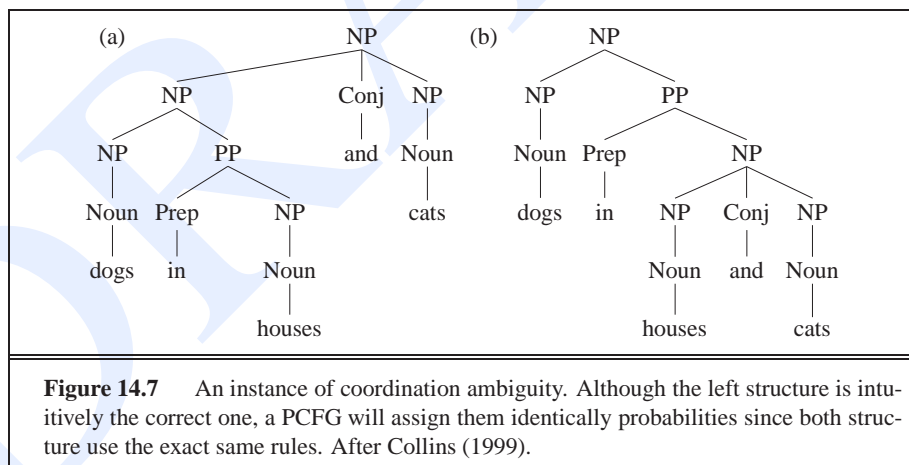 (a) NP (b) NP
NP Conj NP NP PP
NP PP and Noun Noun Prep NP
Noun Prep NP cats dogs in NP Conj NP
dogs in Noun Noun and Noun
houses houses cats
Figure 14.7 An instance of coordination ambiguity. Although the left structure is intu-
itively the correct one, a PCFG will assign them identically probabilities since both struc-
ture use the exact same rules. After Collins (1999).